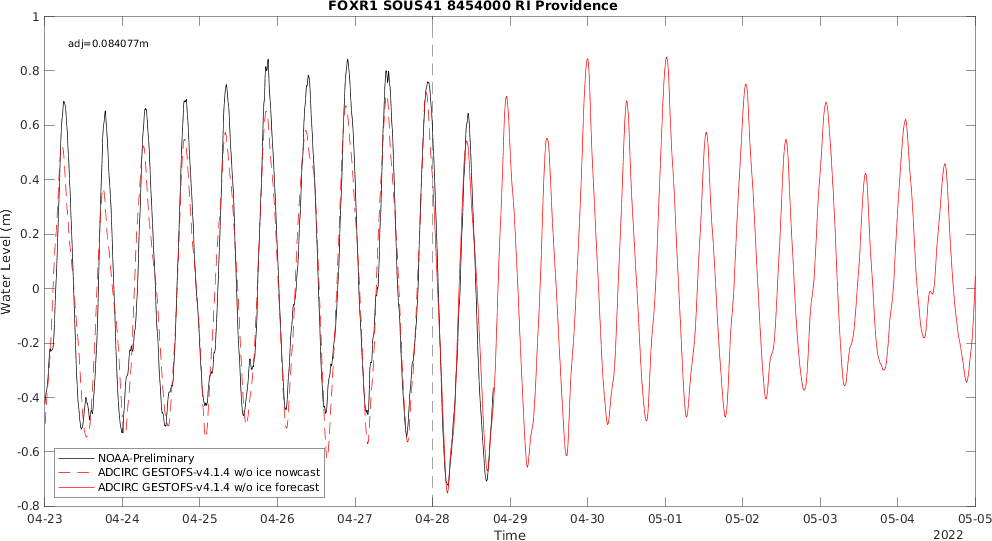 FOXR1 SOUS41 8454000 RI Providence
adj=0.084077m
1
0.8
0.6
0.4
0.2
0
-0.2
-0.4
-0.6
-0.8
Water Level (m)
NOAA-Preliminary
ADCIRC GESTOFS-v4.1.4 w/o ice nowcast
ADCIRC GESTOFS-v4.1.4 w/o ice forecast
04-23 04-24 04-25 04-26 04-27 04-28 04-29 04-30 05-01 05-02 05-03 05-04 05-05
Time
2022